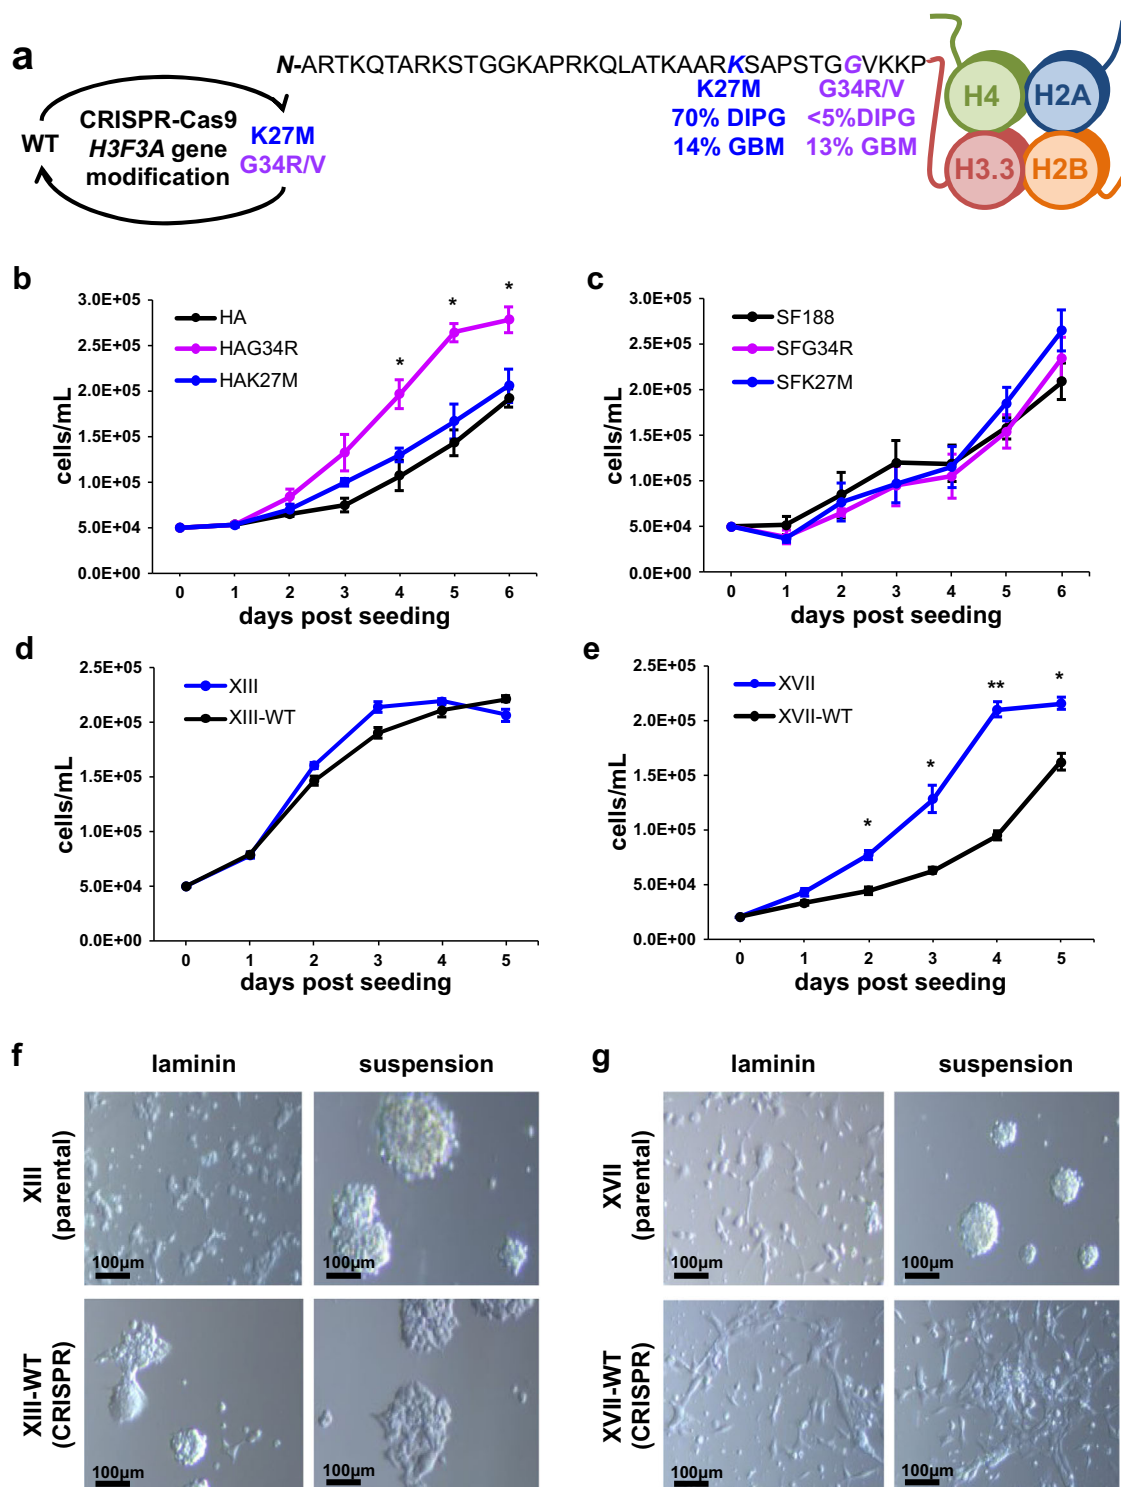 a
N-ARTKQTARKSTGGKAPRKQLATKAARKSAPSTGGVKKP
WT
CRISPR-Cas9
H3F3A gene
modification
K27M
G34R/V
K27M
70% DIPG
14% GBM
G34R/V
<5%DIPG
13% GBM
H4
H2A
H3.3
H2B
b
3.0E+05
2.5E+05
2.0E+05
1.5E+05
1.0E+05
5.0E+04
0.0E+00
cells/mL
HA
HAG34R
HAK27M
*
*
*
0 1 2 3 4 5 6
days post seeding
c
3.0E+05
2.5E+05
2.0E+05
1.5E+05
1.0E+05
5.0E+04
0.0E+00
cells/mL
SF188
SFG34R
SFK27M
0 1 2 3 4 5 6
days post seeding
d
2.5E+05
2.0E+05
1.5E+05
1.0E+05
5.0E+04
0.0E+00
cells/mL
XIII
XIII-WT
0 1 2 3 4 5
days post seeding
e
2.5E+05
2.0E+05
1.5E+05
1.0E+05
5.0E+04
0.0E+00
cells/mL
XVII
XVII-WT
*
*
**
*
0 1 2 3 4 5
days post seeding
f
laminin suspension
XIII
(parental)
100µm
100µm
XIII-WT
(CRISPR)
100µm
100µm
g
laminin suspension
XVII
(parental)
100µm
100µm
XVII-WT
(CRISPR)
100µm
100µm